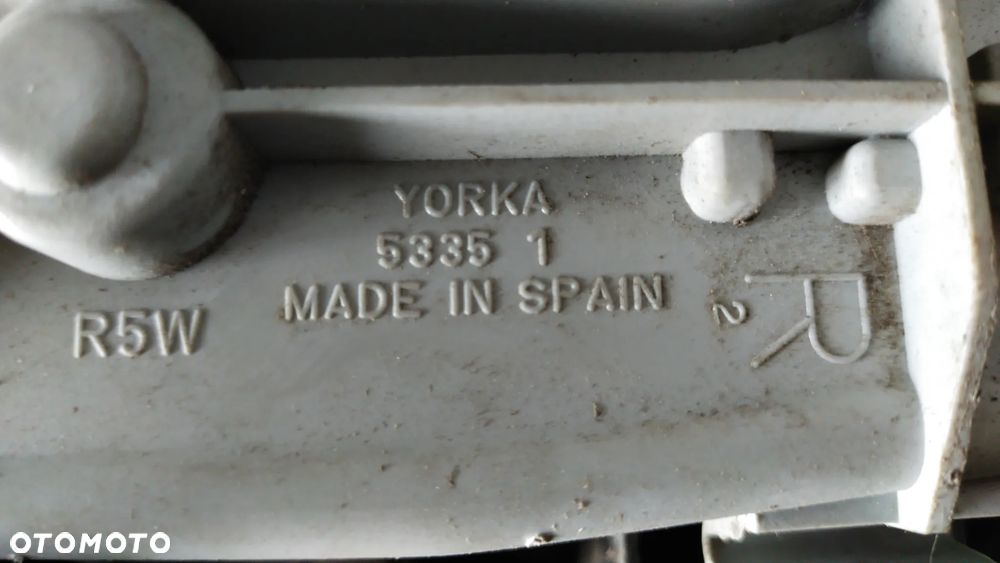 YORKA
5335 1
MADE IN SPAIN
R5W
R
2
OTOMOTO